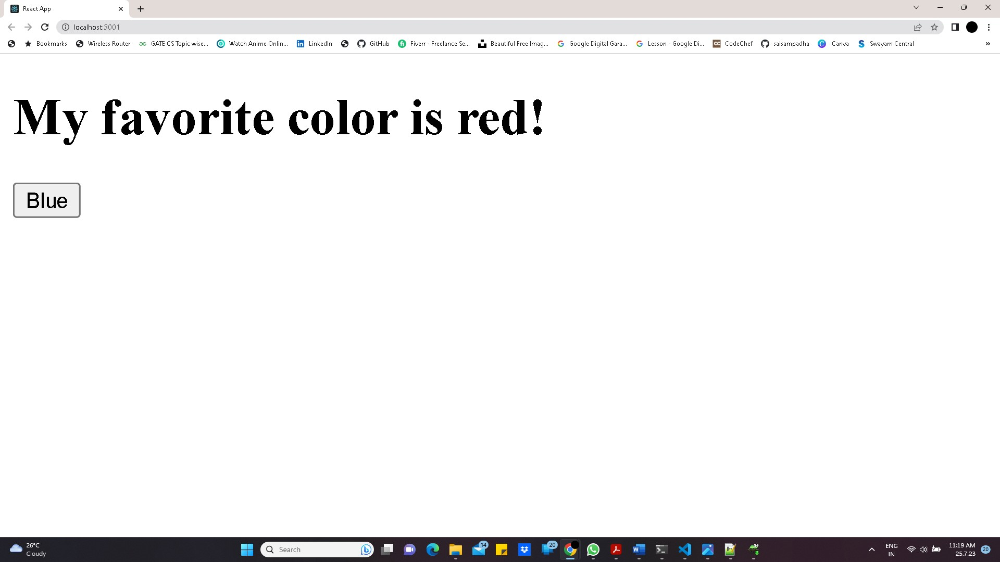 React App
localhost:3001
Bookmarks Wireless Router GATE CS Topic wise... Watch Anime Onlin... LinkedIn GitHub Fiverr - Freelance Se... Beautiful Free Imag... Google Digital Gara... Lesson - Google Di... CodeChef saisampadha Canva Swayam Central
My favorite color is red!
Blue
26°C
Cloudy
Search
14
20
ENG
IN
11:19 AM
25.7.23
20